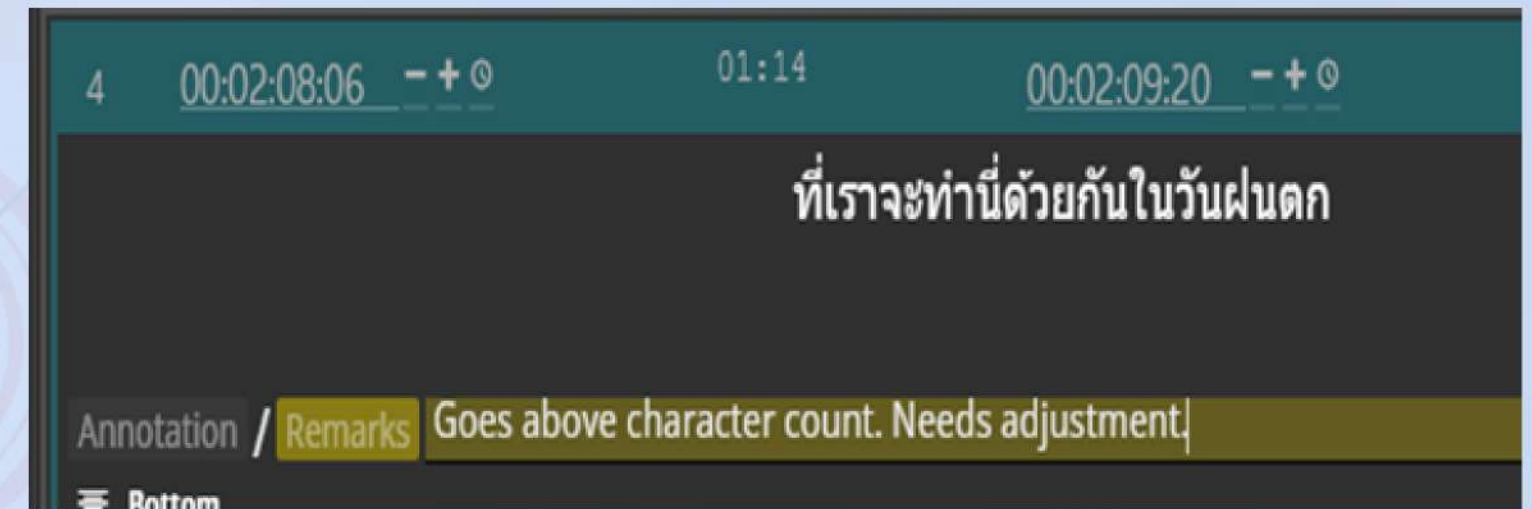 4 00:02:08:06 - + 01:14 00:02:09:20 - +
ที่เราจะทำนี่ด้วยกันในวันฝนตก
Annotation / Remarks Goes above character count. Needs adjustment.
Bottom